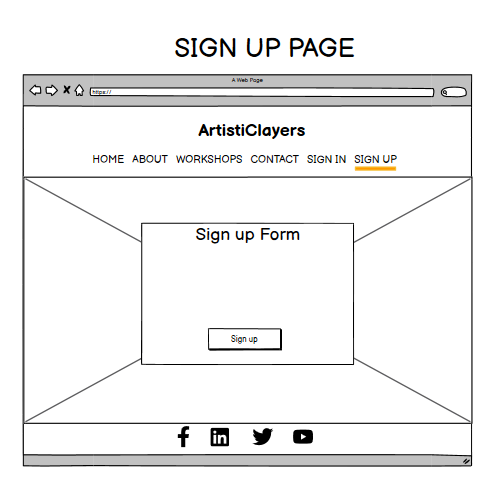 SIGN UP PAGE
A Web Page
https://
ArtistiClayers
HOME ABOUT WORKSHOPS CONTACT SIGN IN SIGN UP
Sign up Form
Sign up